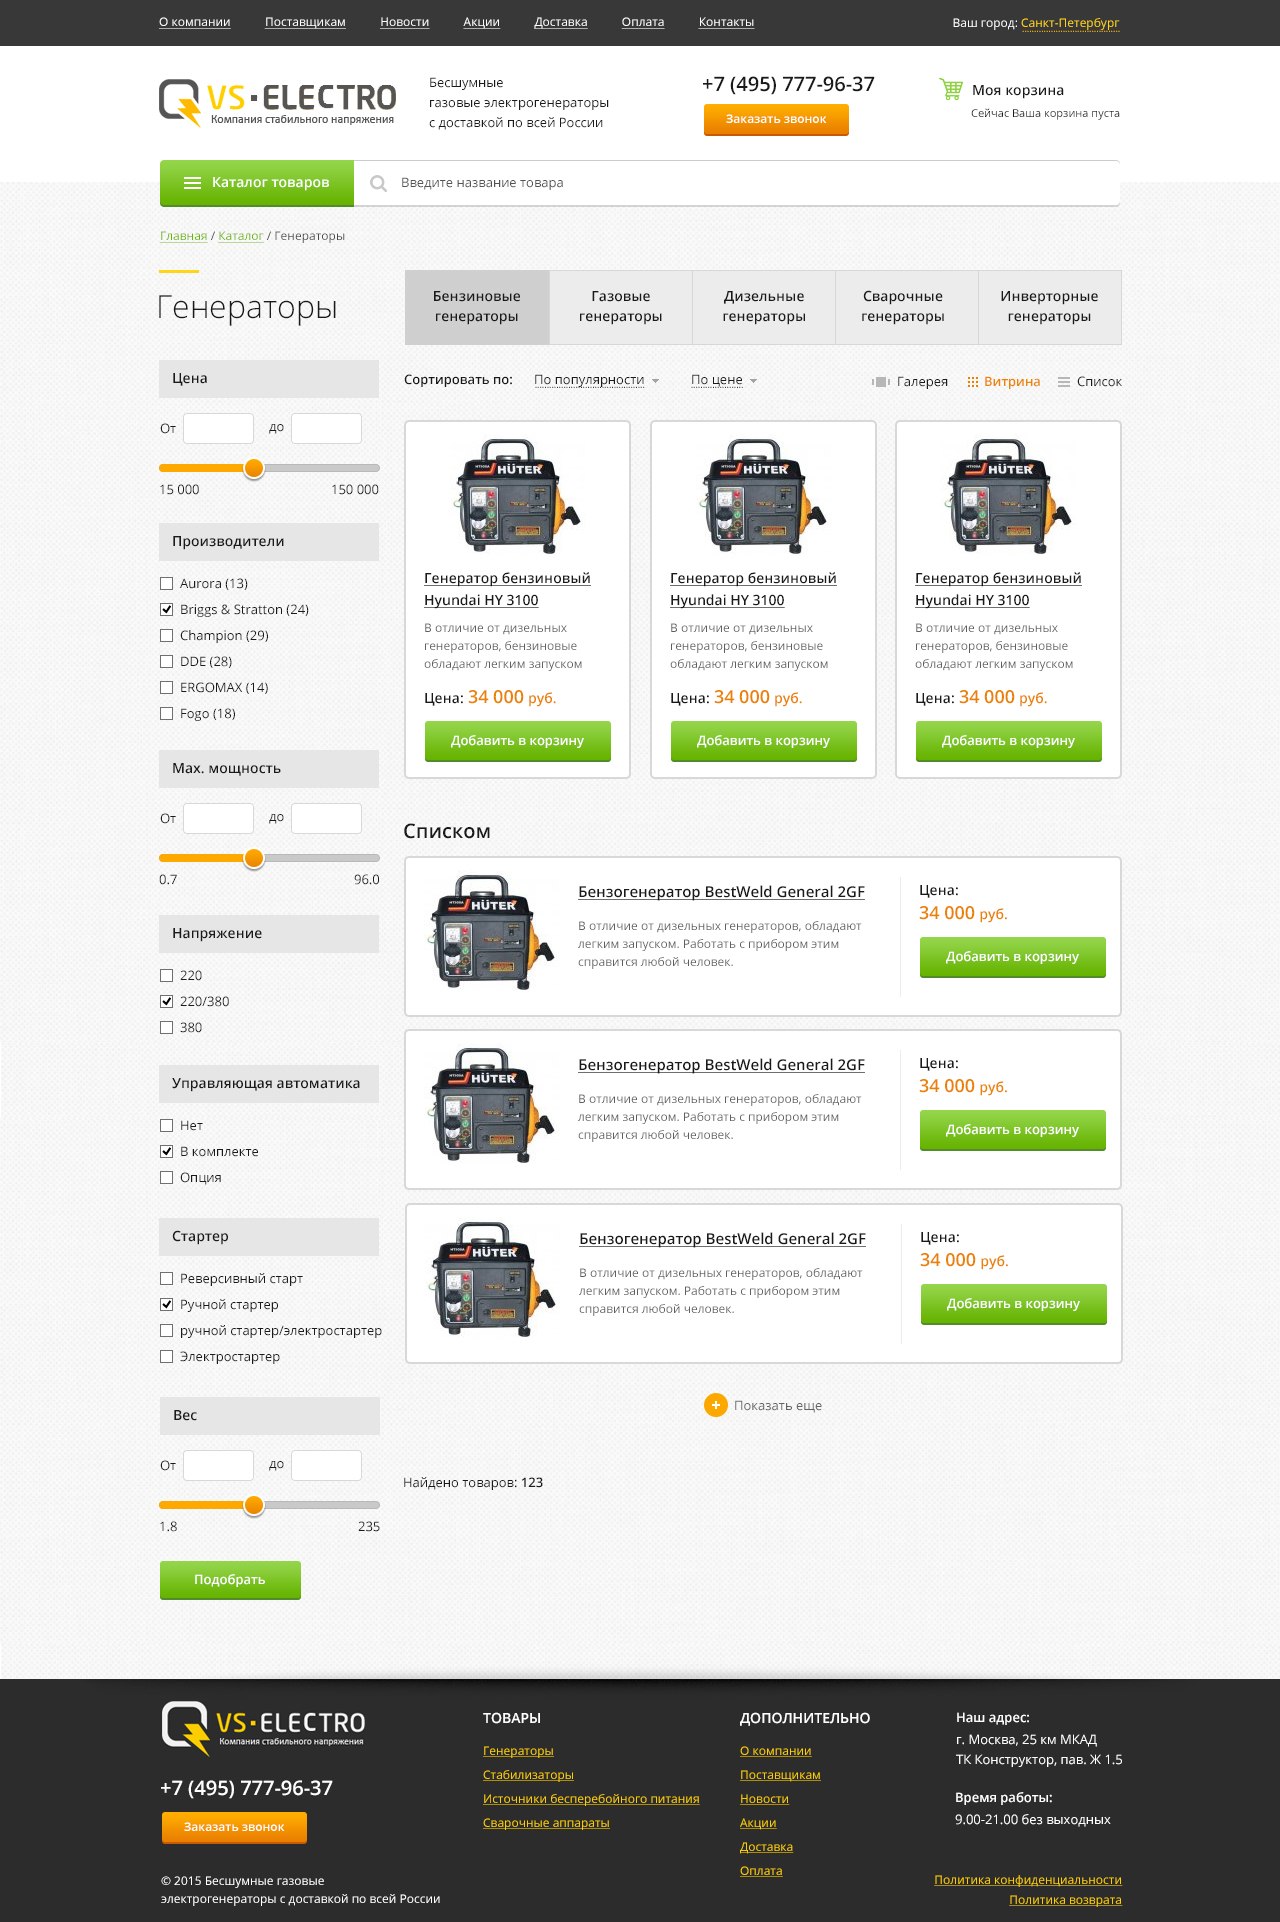 О компании Поставщикам Новости Акции Доставка Оплата Контакты Ваш город: Санкт-Петербург
VS·ELECTRO
Компания стабильного напряжения
Бесшумные
газовые электрогенераторы
с доставкой по всей России
+7 (495) 777-96-37
Заказать звонок
Моя корзина
Сейчас Ваша корзина пуста
Каталог товаров
Введите название товара
Главная / Каталог / Генераторы
Генераторы
Бензиновые генераторы
Газовые генераторы
Дизельные генераторы
Сварочные генераторы
Инверторные генераторы
Сортировать по: По популярности По цене
Галерея Витрина Список
Цена
От до
15 000 150 000
Производители
Aurora (13)
Briggs & Stratton (24)
Champion (29)
DDE (28)
ERGOMAX (14)
Fogo (18)
Мах. мощность
От до
0.7 96.0
Напряжение
220
220/380
380
Управляющая автоматика
Нет
В комплекте
Опция
Стартер
Реверсивный старт
Ручной стартер
ручной стартер/электростартер
Электростартер
Вес
От до
1.8 235
Подобрать
HÜTER
Генератор бензиновый
Hyundai HY 3100
В отличие от дизельных
генераторов, бензиновые
обладают легким запуском
Цена: 34 000 руб.
Добавить в корзину
HÜTER
Генератор бензиновый
Hyundai HY 3100
В отличие от дизельных
генераторов, бензиновые
обладают легким запуском
Цена: 34 000 руб.
Добавить в корзину
HÜTER
Генератор бензиновый
Hyundai HY 3100
В отличие от дизельных
генераторов, бензиновые
обладают легким запуском
Цена: 34 000 руб.
Добавить в корзину
Списком
HÜTER
Бензогенератор BestWeld General 2GF
В отличие от дизельных генераторов, обладают
легким запуском. Работать с прибором этим
справится любой человек.
Цена:
34 000 руб.
Добавить в корзину
HÜTER
Бензогенератор BestWeld General 2GF
В отличие от дизельных генераторов, обладают
легким запуском. Работать с прибором этим
справится любой человек.
Цена:
34 000 руб.
Добавить в корзину
HÜTER
Бензогенератор BestWeld General 2GF
В отличие от дизельных генераторов, обладают
легким запуском. Работать с прибором этим
справится любой человек.
Цена:
34 000 руб.
Добавить в корзину
Показать еще
Найдено товаров: 123
VS·ELECTRO
Компания стабильного напряжения
+7 (495) 777-96-37
Заказать звонок
© 2015 Бесшумные газовые
электрогенераторы с доставкой по всей России
ТОВАРЫ
Генераторы
Стабилизаторы
Источники бесперебойного питания
Сварочные аппараты
ДОПОЛНИТЕЛЬНО
О компании
Поставщикам
Новости
Акции
Доставка
Оплата
Наш адрес:
г. Москва, 25 км МКАД
ТК Конструктор, пав. Ж 1.5
Время работы:
9.00-21.00 без выходных
Политика конфиденциальности
Политика возврата